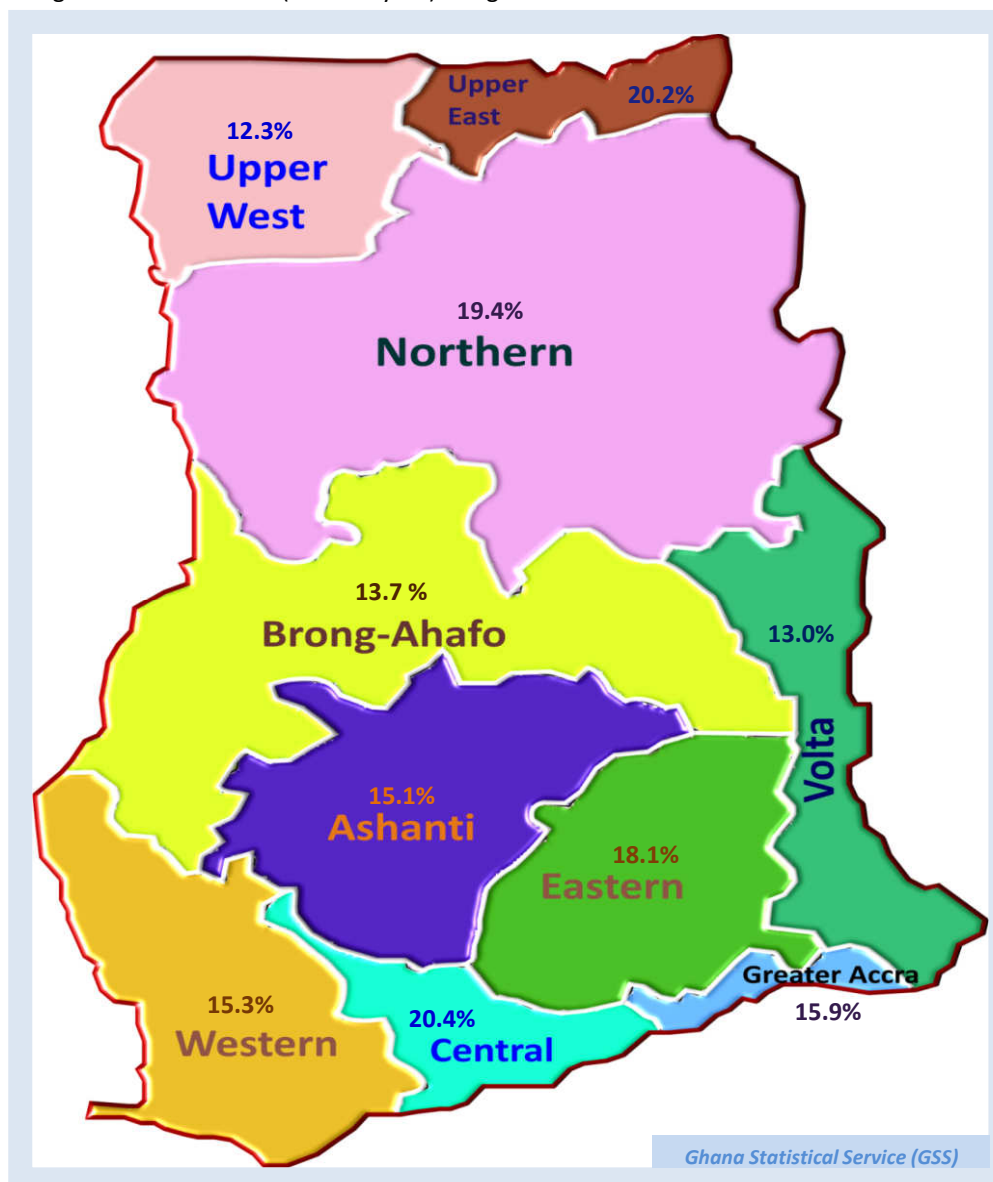 Upper
East
20.2%
12.3%
Upper
West
19.4%
Northern
13.7 %
Brong-Ahafo
13.0%
Volta
15.1%
Ashanti
18.1%
Eastern
Greater Accra
15.9%
15.3%
Western
20.4%
Central
Ghana Statistical Service (GSS)